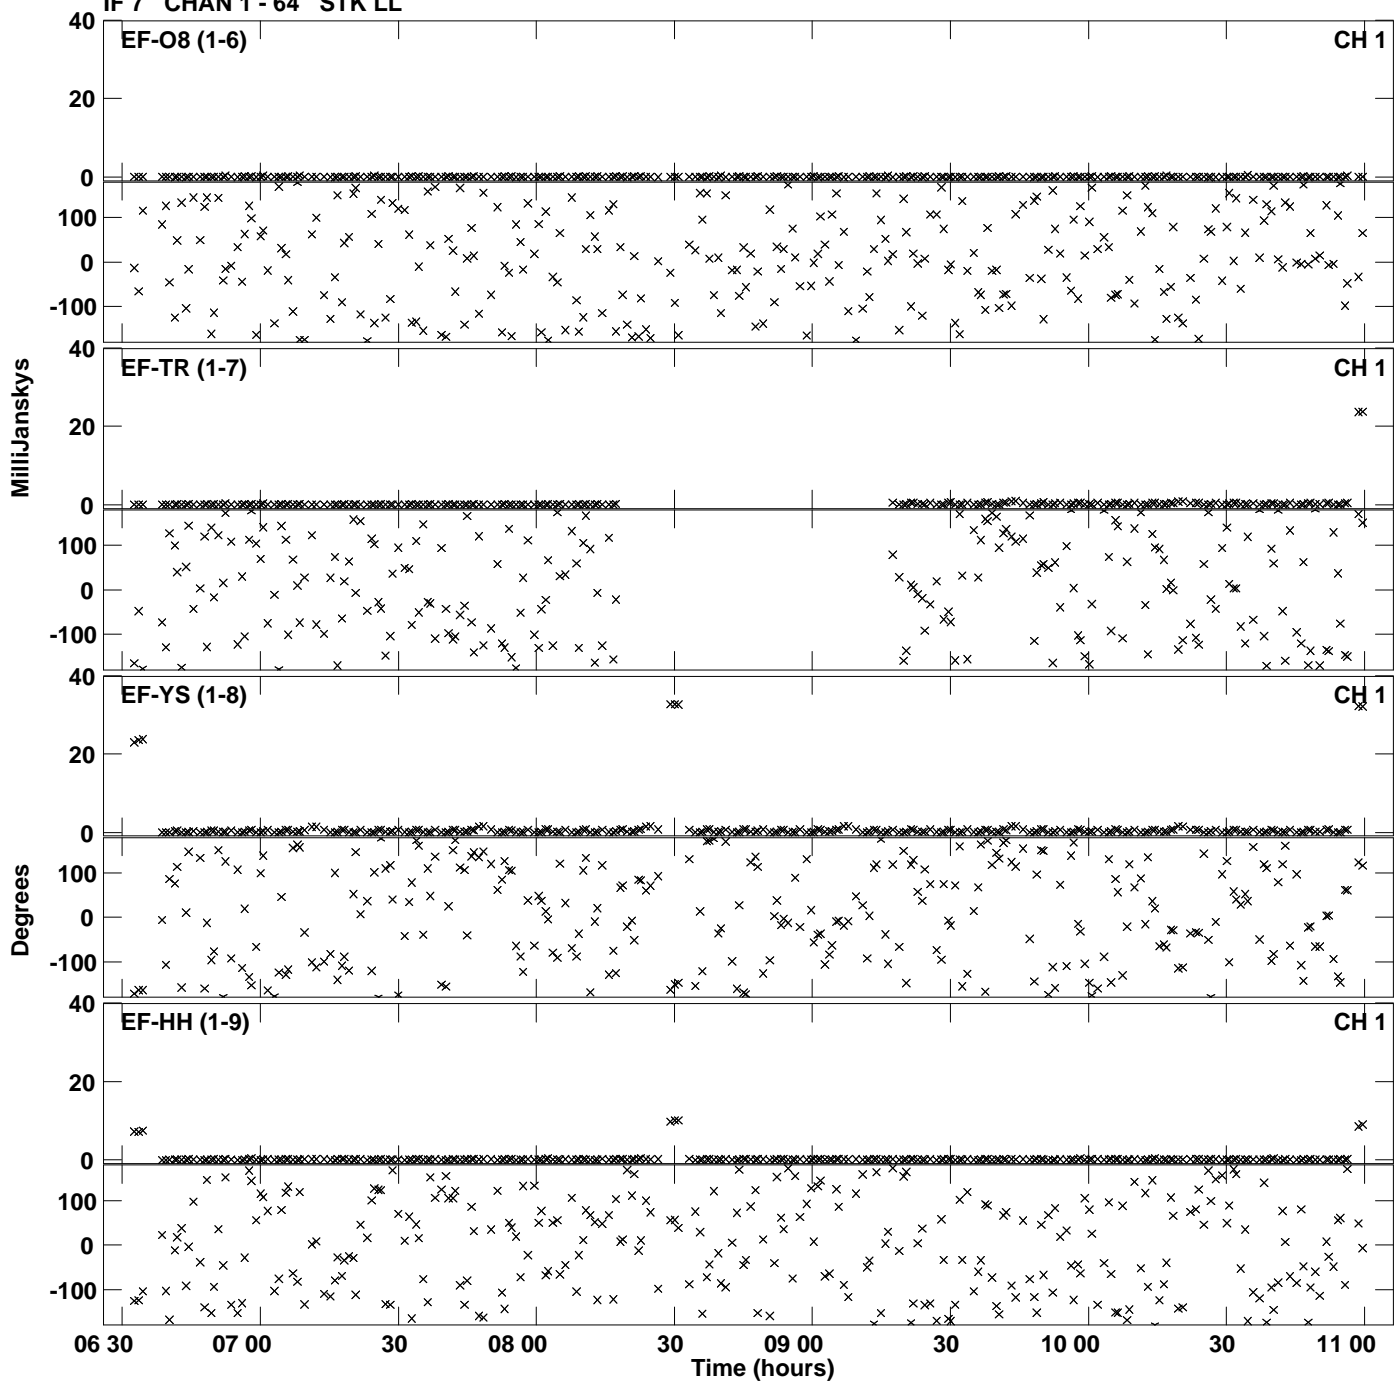 IF 7 CHAN 1 - 64 STK LL
40
EF-O8 (1-6)
CH 1
20
0
100
0
-100
40
EF-TR (1-7)
CH 1
20
0
100
0
-100
MilliJanskys
40
EF-YS (1-8)
CH 1
20
0
100
0
-100
Degrees
40
EF-HH (1-9)
CH 1
20
0
100
0
-100
06 30 07 00 30 08 00 30 09 00 30 10 00 30 11 00
Time (hours)